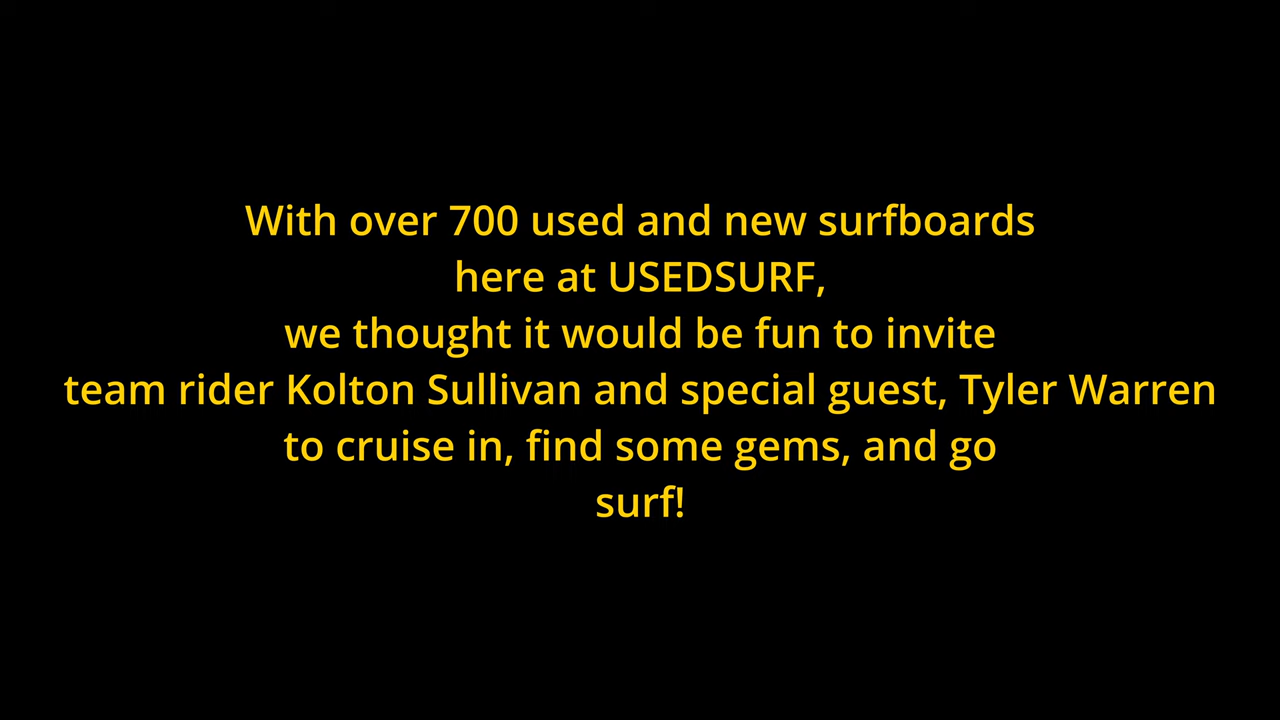 With over 700 used and new surfboards
here at USEDSURF,
we thought it would be fun to invite
team rider Kolton Sullivan and special guest, Tyler Warren
to cruise in, find some gems, and go
surf!